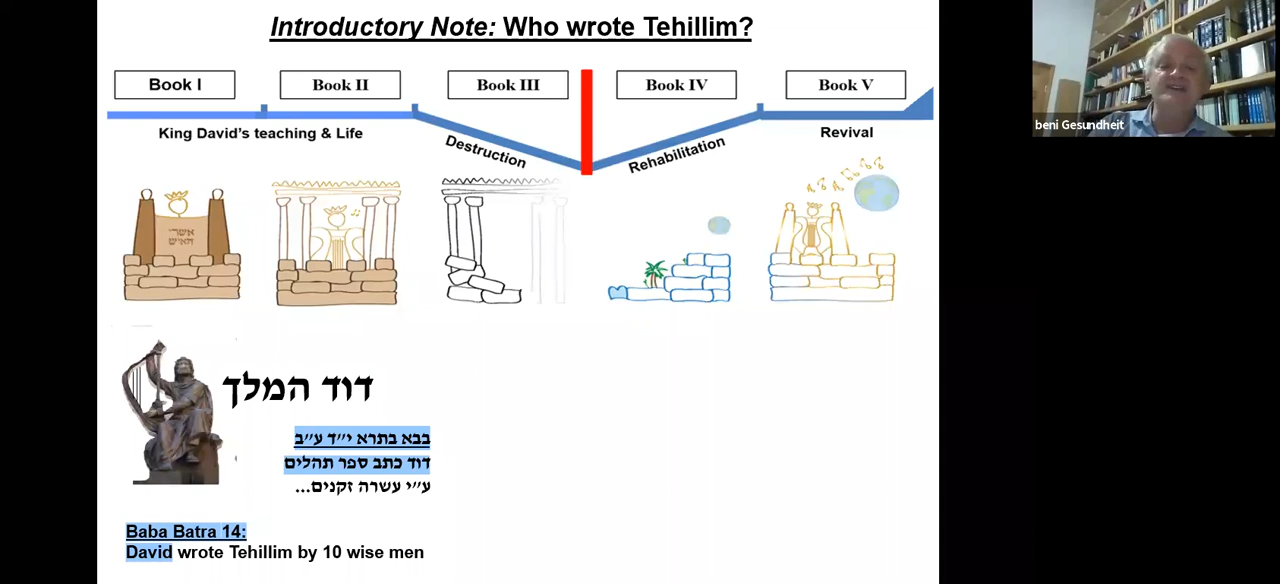 Introductory Note: Who wrote Tehillim?
Book I
Book II
Book III
Book IV
Book V
King David's teaching & Life
Destruction
Rehabilitation
Revival
אשרי
האיש
דוד המלך
בבא בתרא י״ד ע״ב
דוד כתב ספר תהלים
ע״י עשרה זקנים...
Baba Batra 14:
David wrote Tehillim by 10 wise men
beni Gesundheit